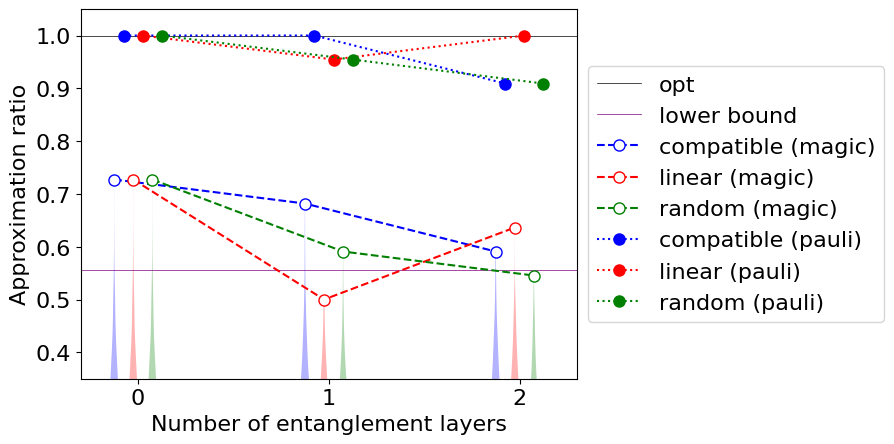 Approximation ratio
1.0
0.9
0.8
0.7
0.6
0.5
0.4
0
1
2
Number of entanglement layers
opt
lower bound
compatible (magic)
linear (magic)
random (magic)
compatible (pauli)
linear (pauli)
random (pauli)